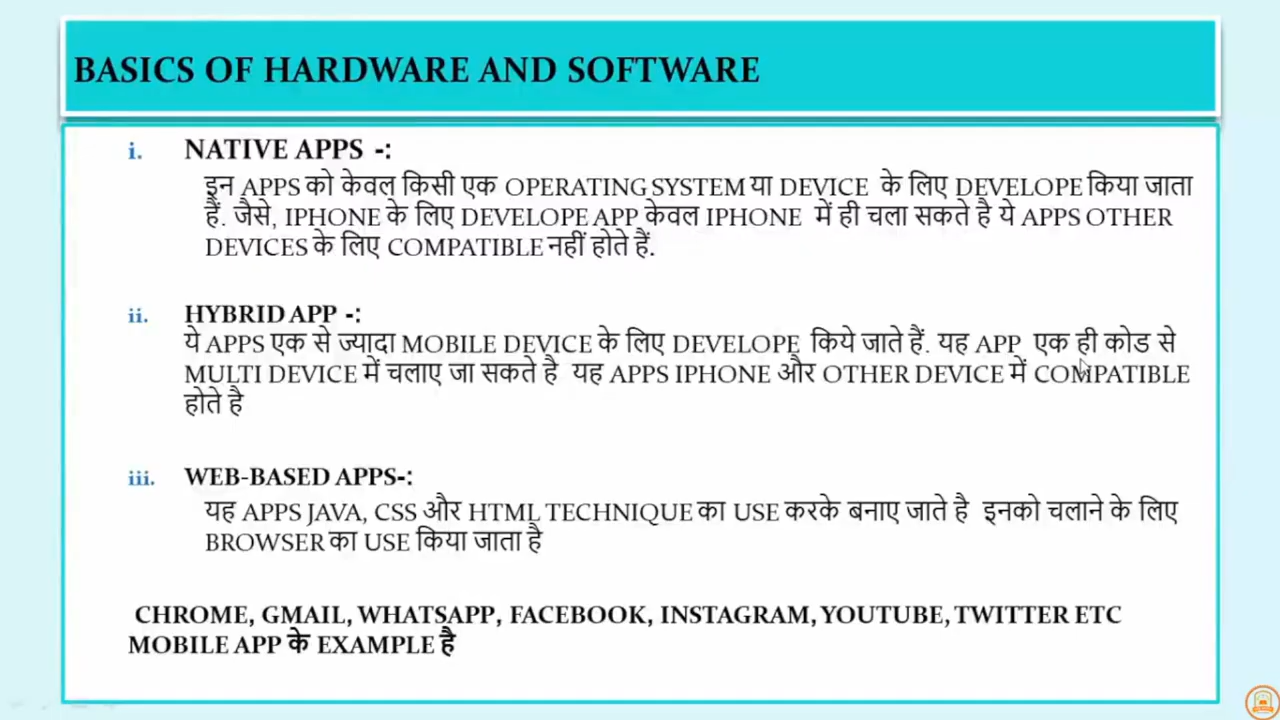 BASICS OF HARDWARE AND SOFTWARE
i. NATIVE APPS -:
इन APPS को केवल किसी एक OPERATING SYSTEM या DEVICE के लिए DEVELOPE किया जाता
हैं. जैसे, IPHONE के लिए DEVELOPE APP केवल IPHONE में ही चला सकते है ये APPS OTHER
DEVICES के लिए COMPATIBLE नहीं होते हैं.
ii. HYBRID APP -:
ये APPS एक से ज्यादा MOBILE DEVICE के लिए DEVELOPE किये जाते हैं. यह APP एक ही कोड से
MULTI DEVICE में चलाए जा सकते है यह APPS IPHONE और OTHER DEVICE में COMPATIBLE
होते है
iii. WEB-BASED APPS-:
यह APPS JAVA, CSS और HTML TECHNIQUE का USE करके बनाए जाते है इनको चलाने के लिए
BROWSER का USE किया जाता है
CHROME, GMAIL, WHATSAPP, FACEBOOK, INSTAGRAM, YOUTUBE, TWITTER ETC
MOBILE APP के EXAMPLE है